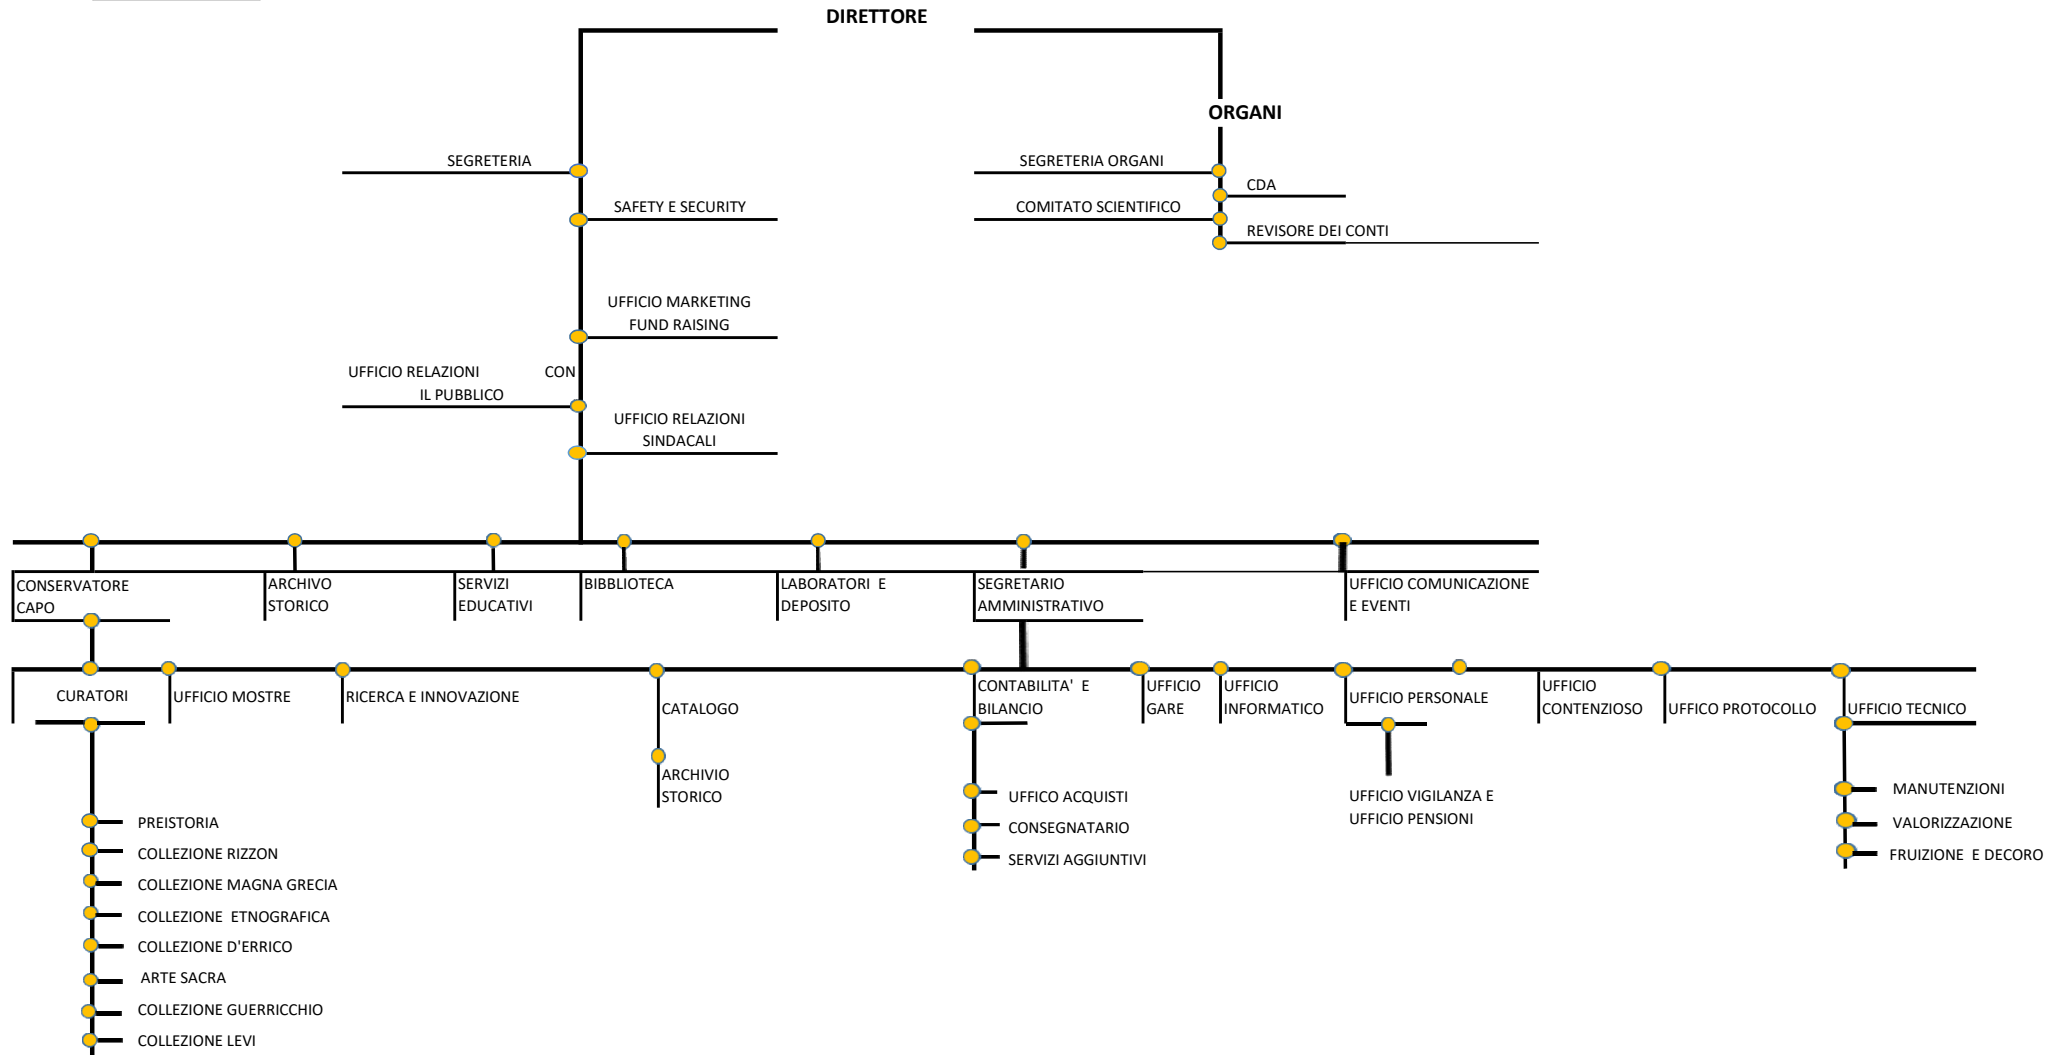 DIRETTORE
ORGANI
SEGRETERIA
SEGRETERIA ORGANI
CDA
SAFETY E SECURITY
COMITATO SCIENTIFICO
REVISORE DEI CONTI
UFFICIO MARKETING
FUND RAISING
UFFICIO RELAZIONI CON
IL PUBBLICO
UFFICIO RELAZIONI
SINDACALI
CONSERVATORE
CAPO
ARCHIVO
STORICO
SERVIZI
EDUCATIVI
BIBBLIOTECA
LABORATORI E
DEPOSITO
SEGRETARIO
AMMINISTRATIVO
UFFICIO COMUNICAZIONE
E EVENTI
CURATORI
UFFICIO MOSTRE
RICERCA E INNOVAZIONE
CATALOGO
ARCHIVIO
STORICO
CONTABILITA' E
BILANCIO
UFFICIO
GARE
UFFICIO
INFORMATICO
UFFICIO PERSONALE
UFFICIO
CONTENZIOSO
UFFICO PROTOCOLLO
UFFICIO TECNICO
PREISTORIA
COLLEZIONE RIZZON
COLLEZIONE MAGNA GRECIA
COLLEZIONE ETNOGRAFICA
COLLEZIONE D'ERRICO
ARTE SACRA
COLLEZIONE GUERRICCHIO
COLLEZIONE LEVI
UFFICO ACQUISTI
CONSEGNATARIO
SERVIZI AGGIUNTIVI
UFFICIO VIGILANZA E
UFFICIO PENSIONI
MANUTENZIONI
VALORIZZAZIONE
FRUIZIONE E DECORO